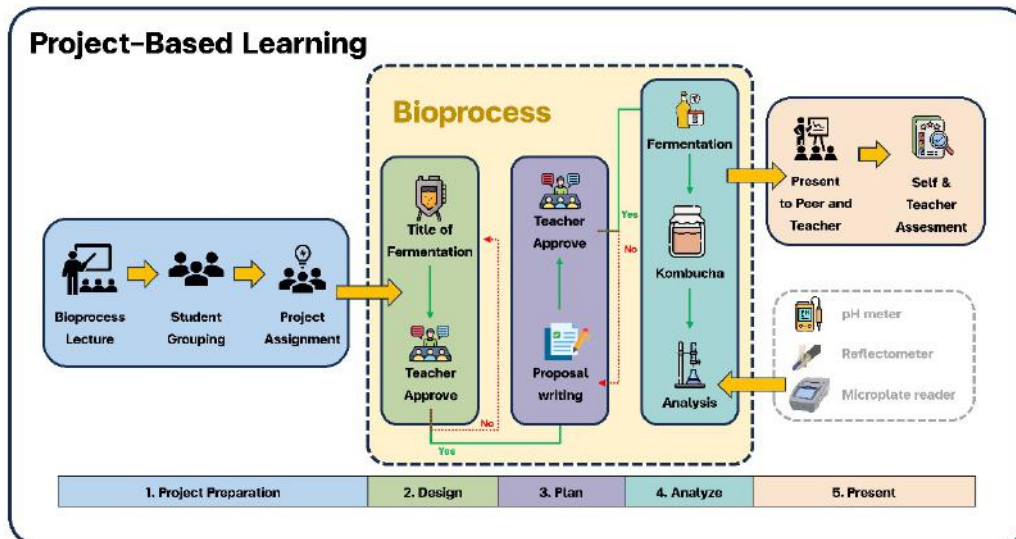 Project-Based Learning
Bioprocess
Bioprocess
Lecture
Student
Grouping
Project
Assignment
Title of
Fermentation
Teacher
Approve
No
Yes
Teacher
Approve
Proposal
writing
Yes
No
Fermentation
Kombucha
Analysis
Present
to Peer and
Teacher
Self &
Teacher
Assesment
pH meter
Reflectometer
Microplate reader
1. Project Preparation
2. Design
3. Plan
4. Analyze
5. Present